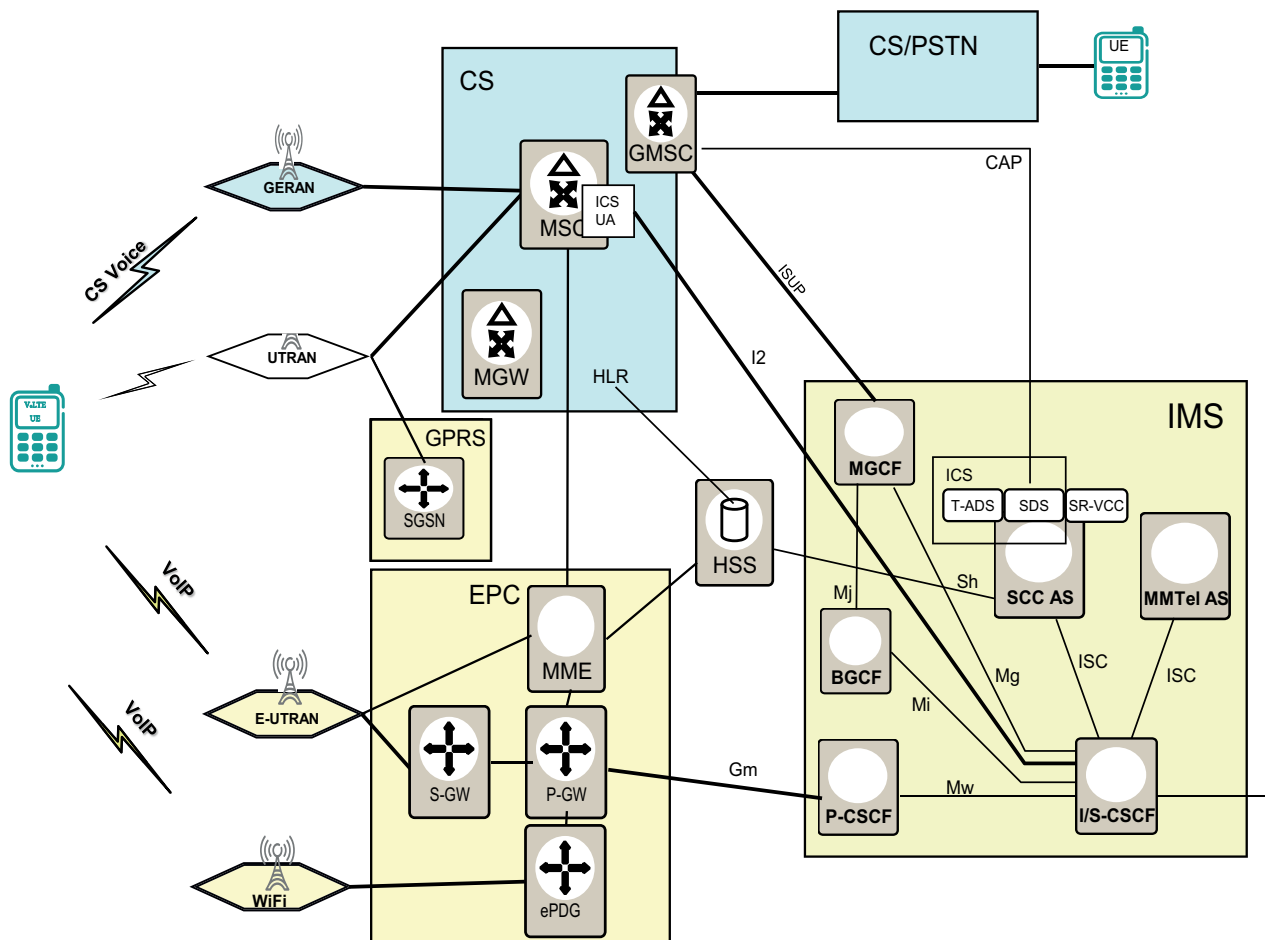 CS/PSTN
UE
CS
GMSC
CAP
GERAN
ICS
UA
MSC
CS Voice
ISUP
UTRAN
I2
MGW
HLR
VoLTE
UE
IMS
GPRS
MGCF
ICS
T-ADS
SDS
SR-VCC
SGSN
HSS
Sh
EPC
Mj
SCC AS
MMTel AS
VoIP
MME
BGCF
Mg
ISC
ISC
Mi
E-UTRAN
VoIP
S-GW
P-GW
Gm
Mw
P-CSCF
I/S-CSCF
WiFi
ePDG